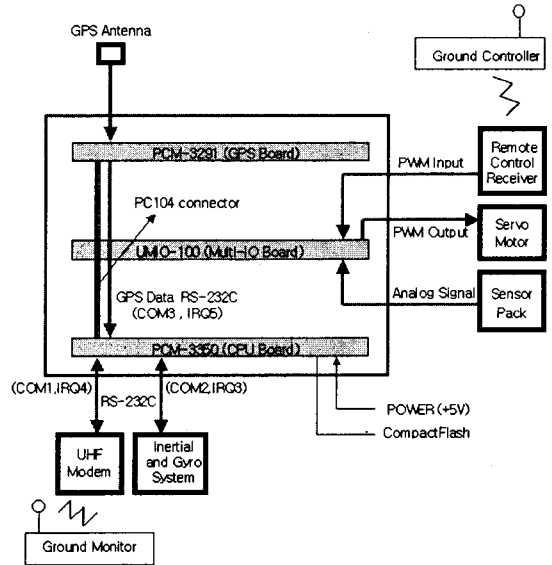 GPS Antenna
Ground Controller
PCM-3291 (GPS Board)
PWM Input
Remote
Control
Receiver
PC104 connector
UMIO-100 (Multi-IO Board)
PWM Output
Servo
Motor
GPS Data RS-232C
(COM3 , IRQ5)
Analog Signal
Sensor
Pack
PCM-3350 (CPU Board)
(COM1,IRQ4)
RS-232C
(COM2,IRQ3)
POWER (+5V)
CompactFlash
UHF
Modem
Inertial
and Gyro
System
Ground Monitor